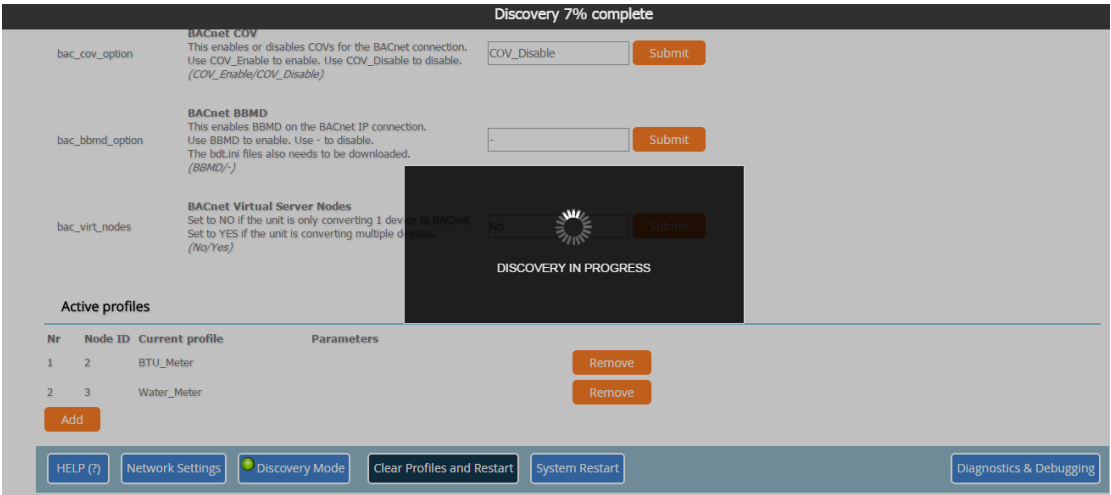 Discovery 7% complete
BACnet COV
This enables or disables COVs for the BACnet connection.
bac_cov_option
Use COV_Enable to enable. Use COV_Disable to disable.
(COV_Enable/COV_Disable)
COV_Disable
Submit
BACnet BBMD
This enables BBMD on the BACnet IP connection.
bac_bbmd_option
Use BBMD to enable. Use - to disable.
The bdt.ini files also needs to be downloaded.
(BBMD/-)
-
Submit
BACnet Virtual Server Nodes
Set to NO if the unit is only converting 1 device to BACnet.
bac_virt_nodes
Set to YES if the unit is converting multiple devices.
(No/Yes)
No
Submit
DISCOVERY IN PROGRESS
Active profiles
Nr Node ID Current profile Parameters
1 2 BTU_Meter Remove
2 3 Water_Meter Remove
Add
HELP (?) Network Settings Discovery Mode Clear Profiles and Restart System Restart Diagnostics & Debugging